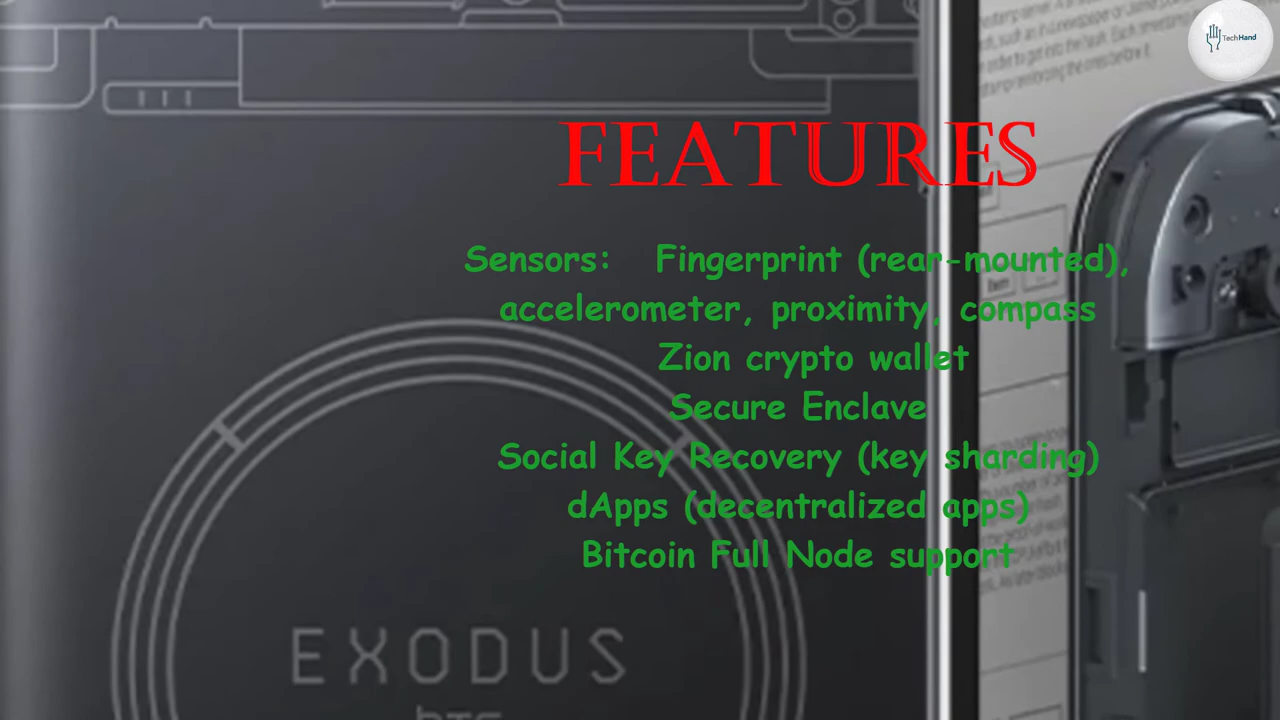 TechHand
FEATURES
Sensors: Fingerprint (rear-mounted),
accelerometer, proximity, compass
Zion crypto wallet
Secure Enclave
Social Key Recovery (key sharding)
dApps (decentralized apps)
Bitcoin Full Node support
EXODUS
htc